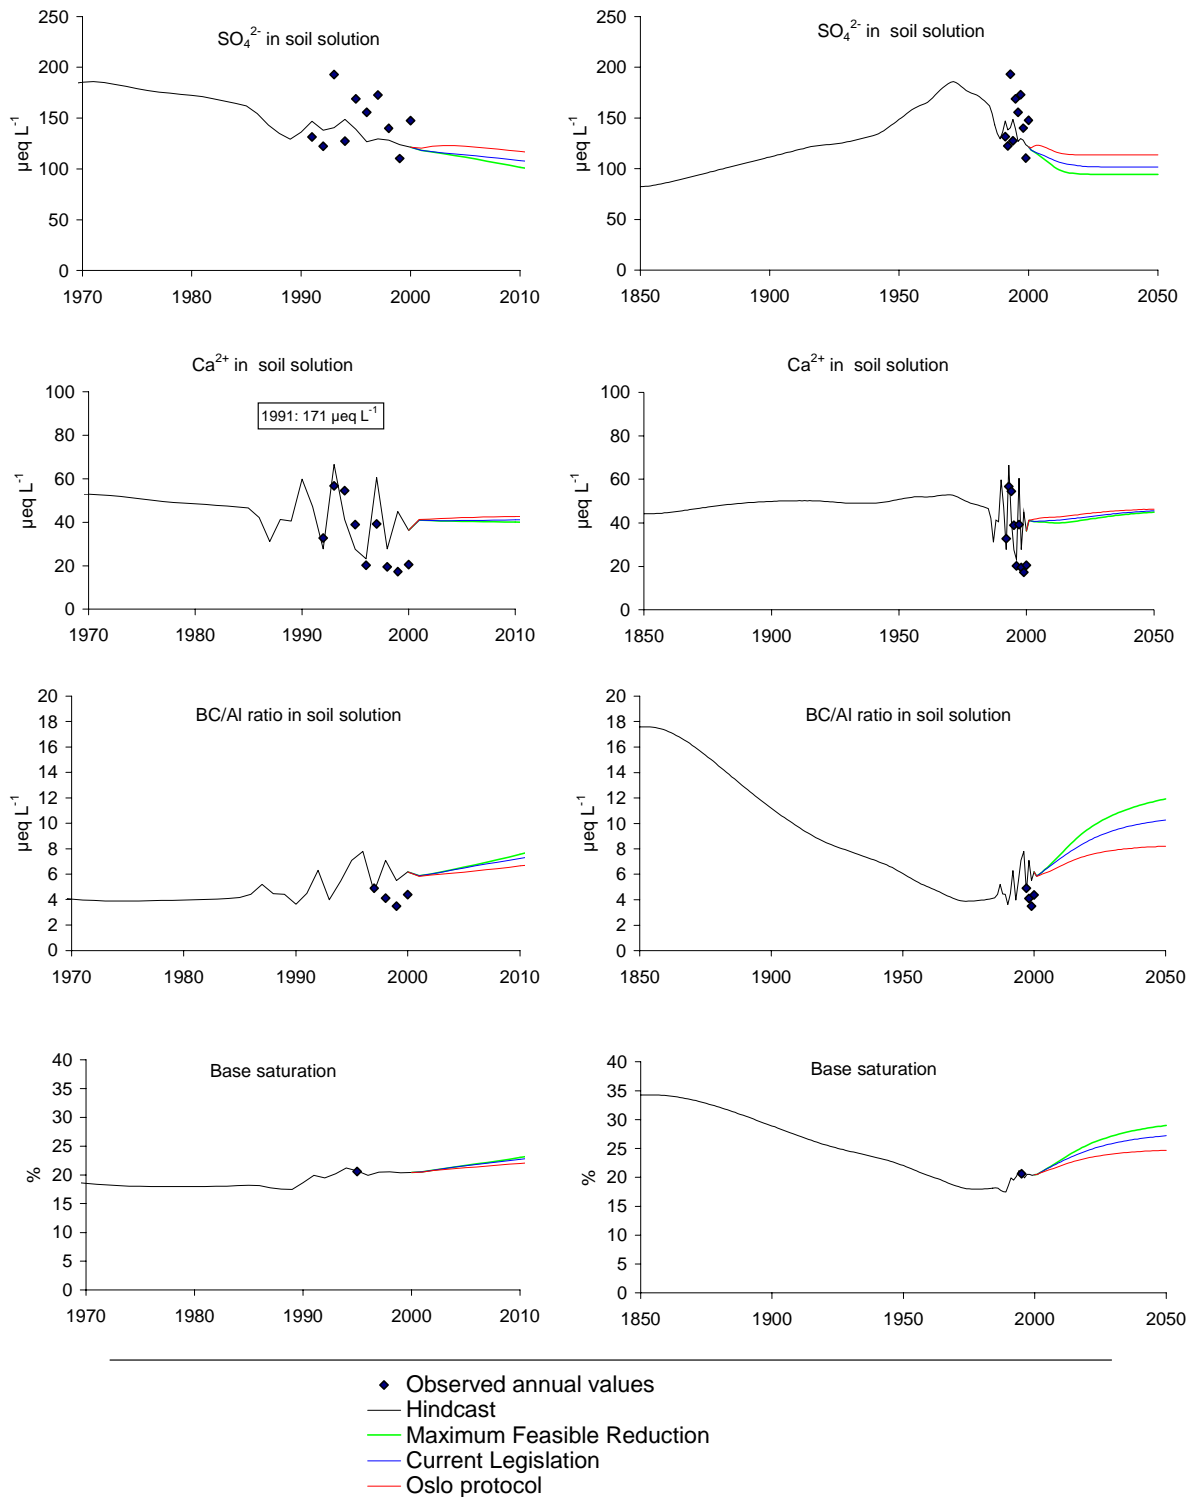 SO₄²⁻ in soil solution
300
250
200
150
100
50
0
µeq L⁻¹
1970 1980 1990 2000 2010
SO₄²⁻ in soil solution
300
250
200
150
100
50
0
µeq L⁻¹
1850 1900 1950 2000 2050
Ca²⁺ in soil solution
100
80
60
40
20
0
µeq L⁻¹
1991: 171 µeq L⁻¹
1970 1980 1990 2000 2010
Ca²⁺ in soil solution
100
80
60
40
20
0
µeq L⁻¹
1850 1900 1950 2000 2050
BC/Al ratio in soil solution
20
18
16
14
12
10
8
6
4
2
0
µeq L⁻¹
1970 1980 1990 2000 2010
BC/Al ratio in soil solution
20
18
16
14
12
10
8
6
4
2
0
µeq L⁻¹
1850 1900 1950 2000 2050
Base saturation
40
35
30
25
20
15
10
5
0
%
1970 1980 1990 2000 2010
Base saturation
40
35
30
25
20
15
10
5
0
%
1850 1900 1950 2000 2050
Observed annual values
Hindcast
Maximum Feasible Reduction
Current Legislation
Oslo protocol